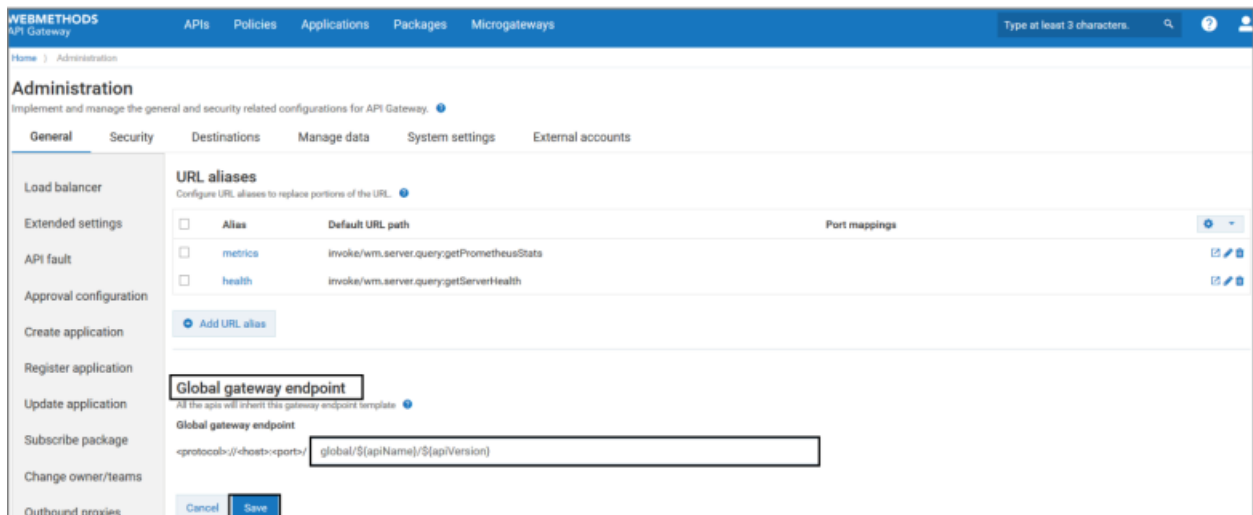 WEBMETHODS
API Gateway
APIs Policies Applications Packages Microgateways Type at least 3 characters.
Home Administration
Administration
Implement and manage the general and security related configurations for API Gateway.
General Security Destinations Manage data System settings External accounts
Load balancer
Extended settings
API fault
Approval configuration
Create application
Register application
Update application
Subscribe package
Change owner/teams
Outbound proxies
URL aliases
Configure URL aliases to replace portions of the URL.
Alias Default URL path Port mappings
metrics invoke/wm.server.query:getPrometheusStats
health invoke/wm.server.query:getServerHealth
Add URL alias
Global gateway endpoint
All the apis will inherit this gateway endpoint template
Global gateway endpoint
<protocol>://<host>:<port>/ global/${apiName}/${apiVersion}
Cancel Save